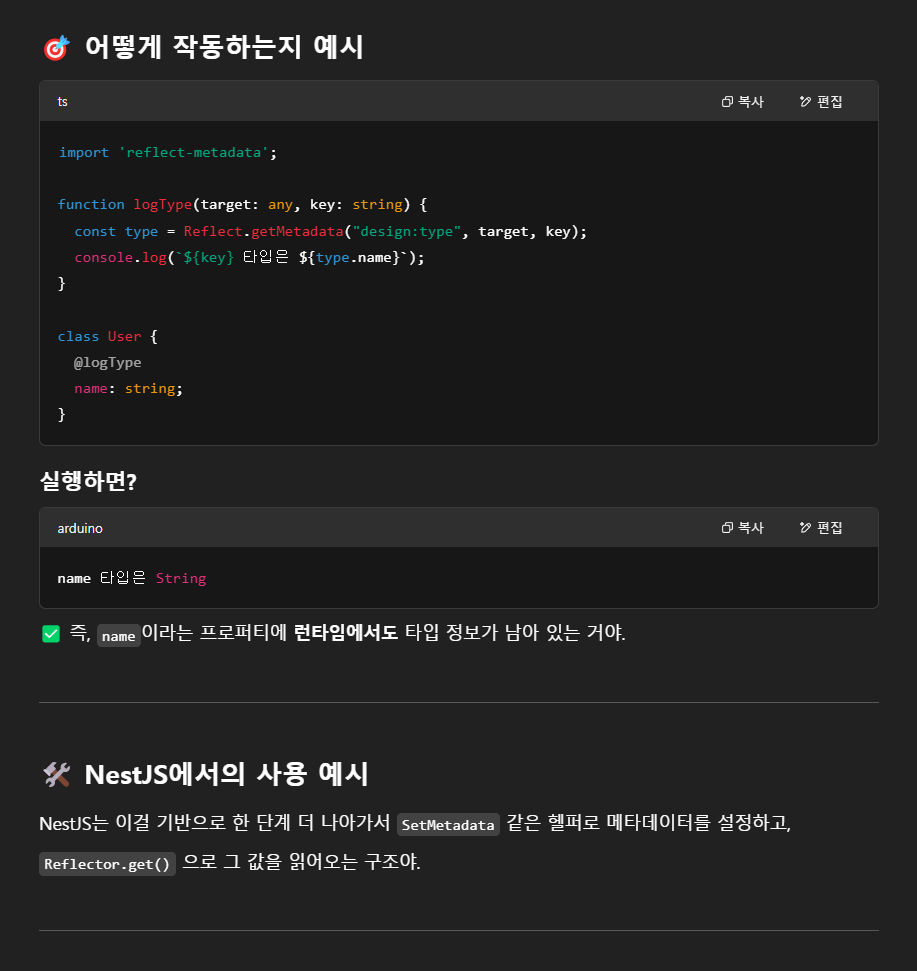 🎯 어떻게 작동하는지 예시
ts 복사 편집
import 'reflect-metadata';
function logType(target: any, key: string) {
  const type = Reflect.getMetadata("design:type", target, key);
  console.log(`${key} 타입은 ${type.name}`);
}
class User {
  @logType
  name: string;
}
실행하면?
arduino 복사 편집
name 타입은 String
✅ 즉, name이라는 프로퍼티에 런타임에서도 타입 정보가 남아 있는 거야.
🛠️ NestJS에서의 사용 예시
NestJS는 이걸 기반으로 한 단계 더 나아가서 SetMetadata 같은 헬퍼로 메타데이터를 설정하고,
Reflector.get() 으로 그 값을 읽어오는 구조야.